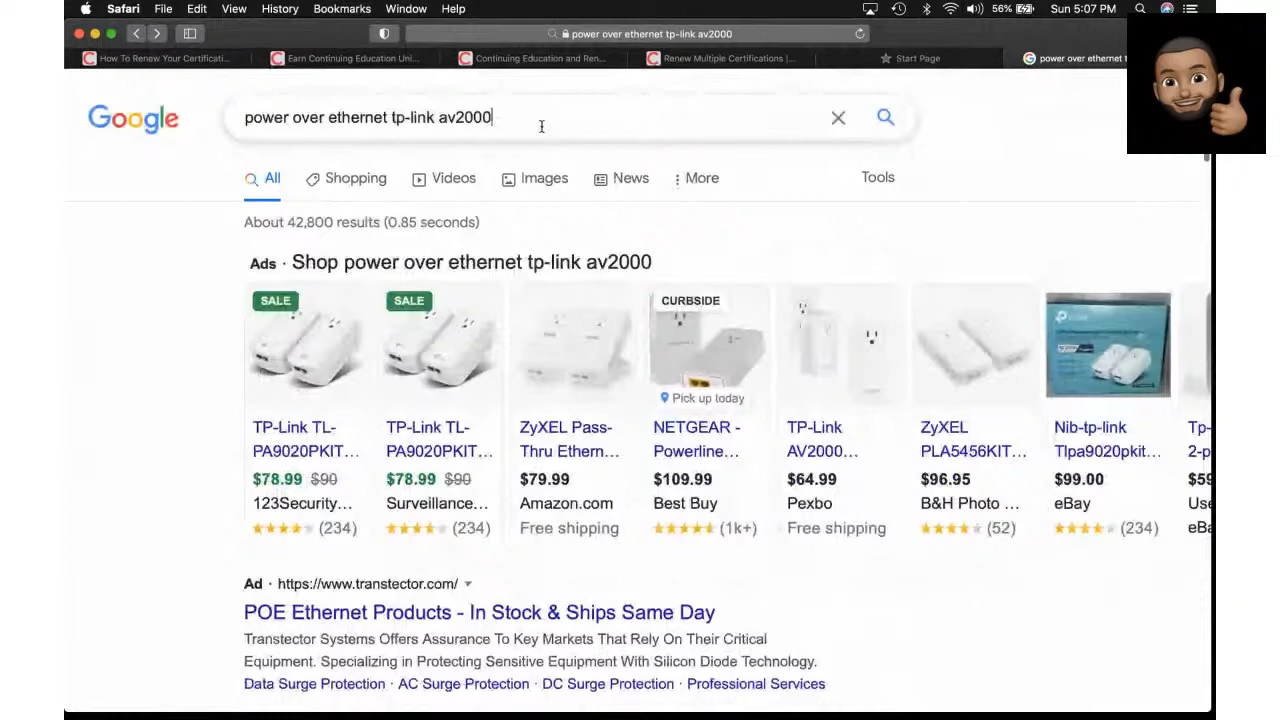 Safari File Edit View History Bookmarks Window Help 56% Sun 5:07 PM
power over ethernet tp-link av2000
How To Renew Your Certificati... Earn Continuing Education Uni... Continuing Education and Ren... Renew Multiple Certifications |... Start Page power over ethernet t
Google power over ethernet tp-link av2000
All Shopping Videos Images News More Tools
About 42,800 results (0.85 seconds)
Ads · Shop power over ethernet tp-link av2000
SALE SALE CURBSIDE
Pick up today
TP-Link TL- TP-Link TL- ZyXEL Pass- NETGEAR - TP-Link ZyXEL Nib-tp-link Tp-
PA9020PKIT... PA9020PKIT... Thru Ethern... Powerline... AV2000... PLA5456KIT... Tlpa9020pkit... 2-p
$78.99 $90 $78.99 $90 $79.99 $109.99 $64.99 $96.95 $99.00 $59
123Security... Surveillance... Amazon.com Best Buy Pexbo B&H Photo ... eBay Use
(234) (234) Free shipping (1k+) Free shipping (52) (234) eBa
Ad · https://www.transtector.com/
POE Ethernet Products - In Stock & Ships Same Day
Transtector Systems Offers Assurance To Key Markets That Rely On Their Critical
Equipment. Specializing in Protecting Sensitive Equipment With Silicon Diode Technology.
Data Surge Protection · AC Surge Protection · DC Surge Protection · Professional Services